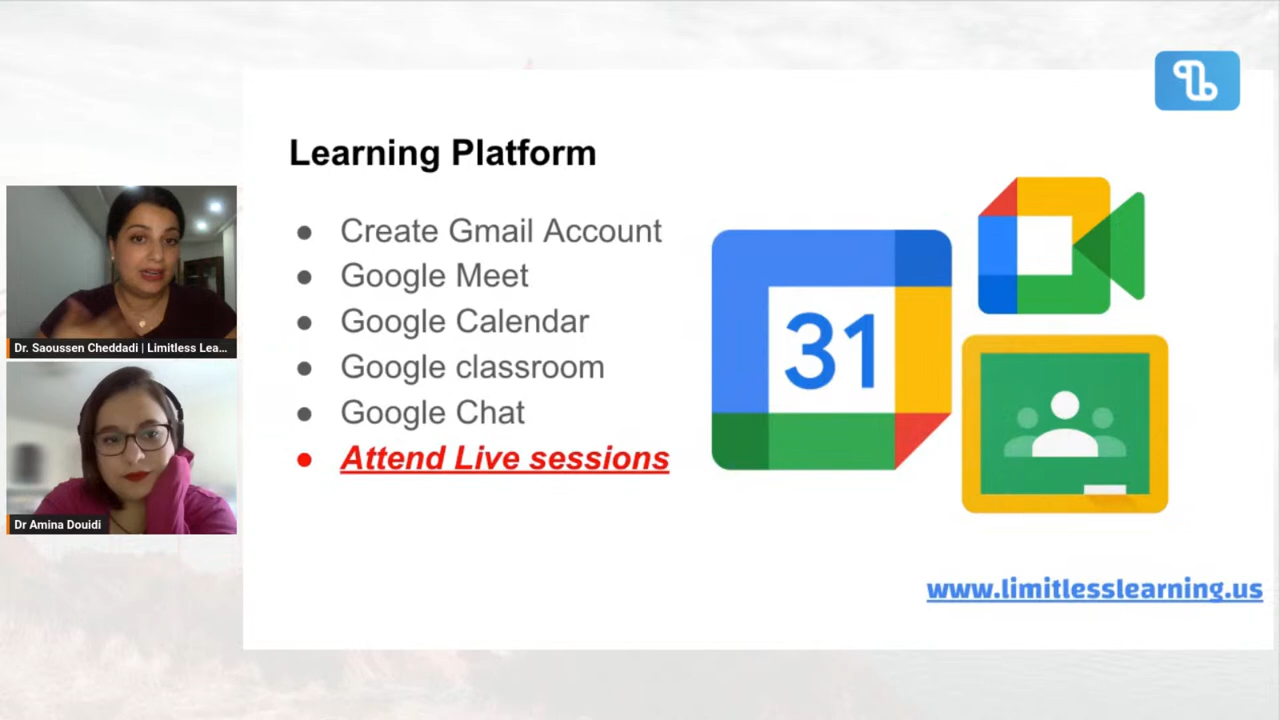 Learning Platform
● Create Gmail Account
● Google Meet
● Google Calendar
● Google classroom
● Google Chat
● Attend Live sessions
31
www.limitlesslearning.us
Dr. Saoussen Cheddadi | Limitless Lea...
Dr Amina Douidi